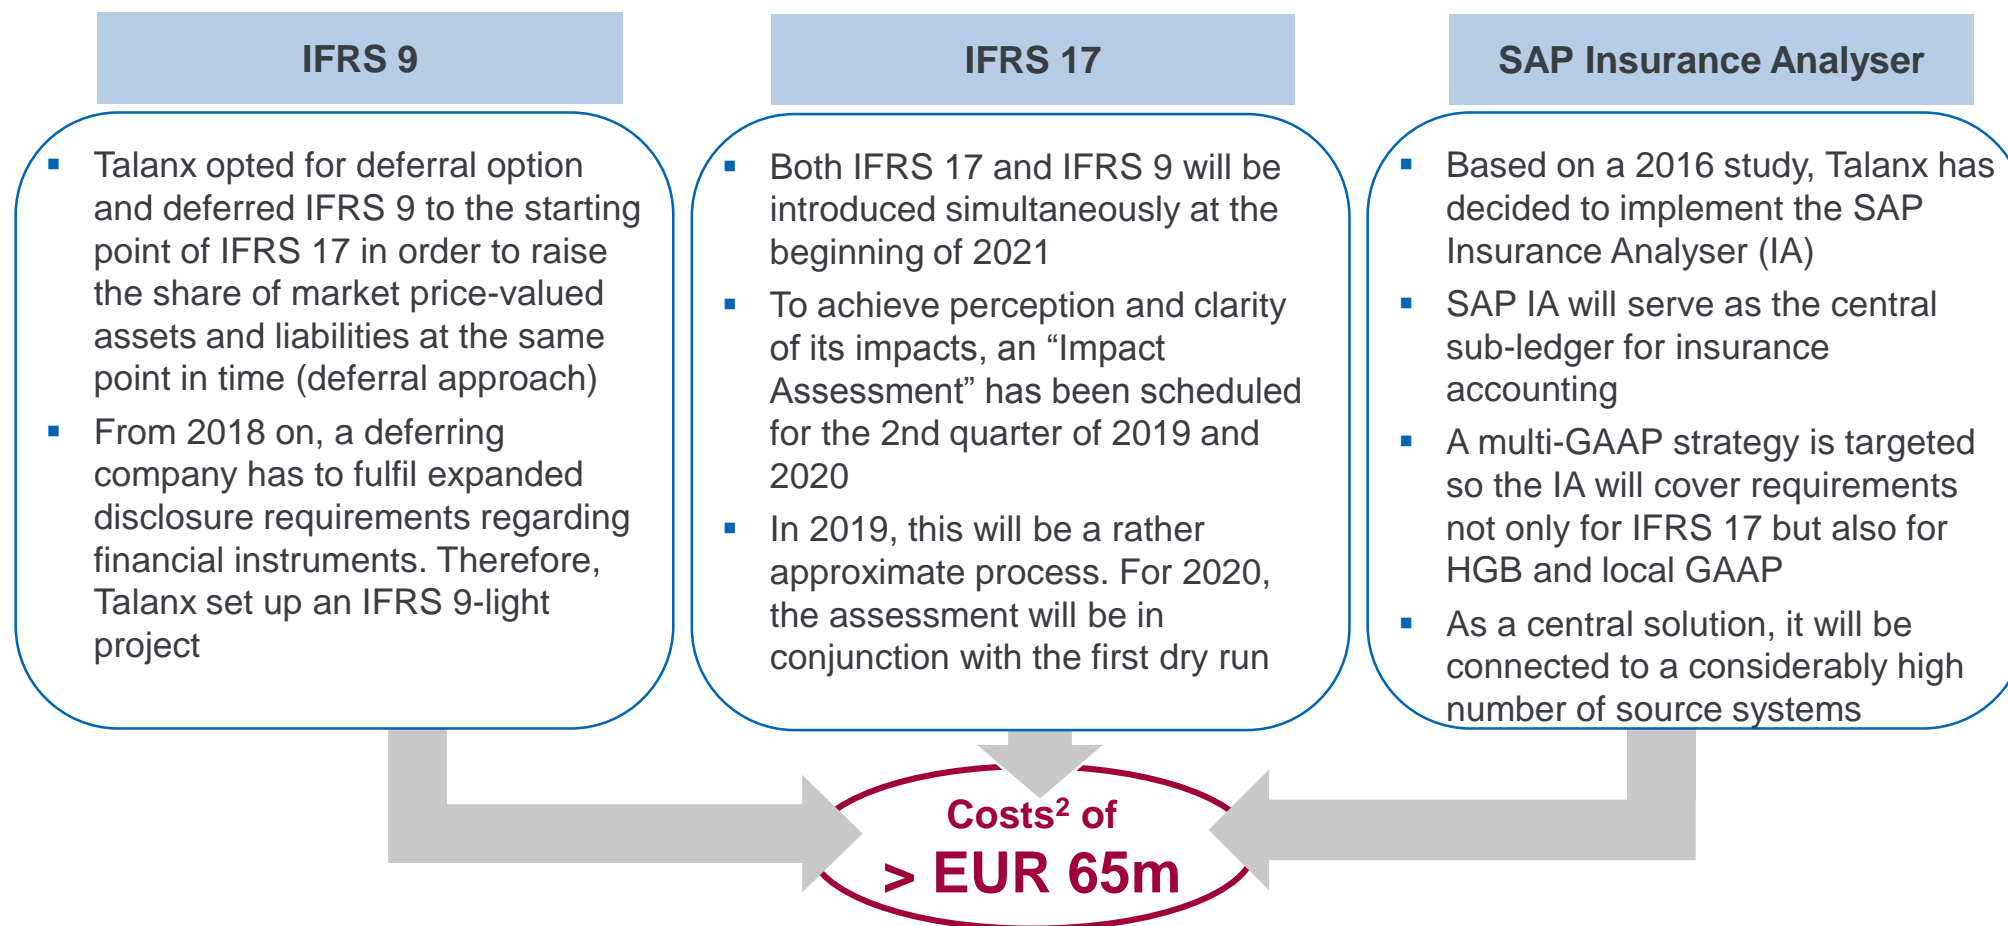 IFRS 9
▪ Talanx opted for deferral option
and deferred IFRS 9 to the starting
point of IFRS 17 in order to raise
the share of market price-valued
assets and liabilities at the same
point in time (deferral approach)
▪ From 2018 on, a deferring
company has to fulfil expanded
disclosure requirements regarding
financial instruments. Therefore,
Talanx set up an IFRS 9-light
project
IFRS 17
▪ Both IFRS 17 and IFRS 9 will be
introduced simultaneously at the
beginning of 2021
▪ To achieve perception and clarity
of its impacts, an “Impact
Assessment” has been scheduled
for the 2nd quarter of 2019 and
2020
▪ In 2019, this will be a rather
approximate process. For 2020,
the assessment will be in
conjunction with the first dry run
SAP Insurance Analyser
▪ Based on a 2016 study, Talanx has
decided to implement the SAP
Insurance Analyser (IA)
▪ SAP IA will serve as the central
sub-ledger for insurance
accounting
▪ A multi-GAAP strategy is targeted
so the IA will cover requirements
not only for IFRS 17 but also for
HGB and local GAAP
▪ As a central solution, it will be
connected to a considerably high
number of source systems
Costs² of
> EUR 65m